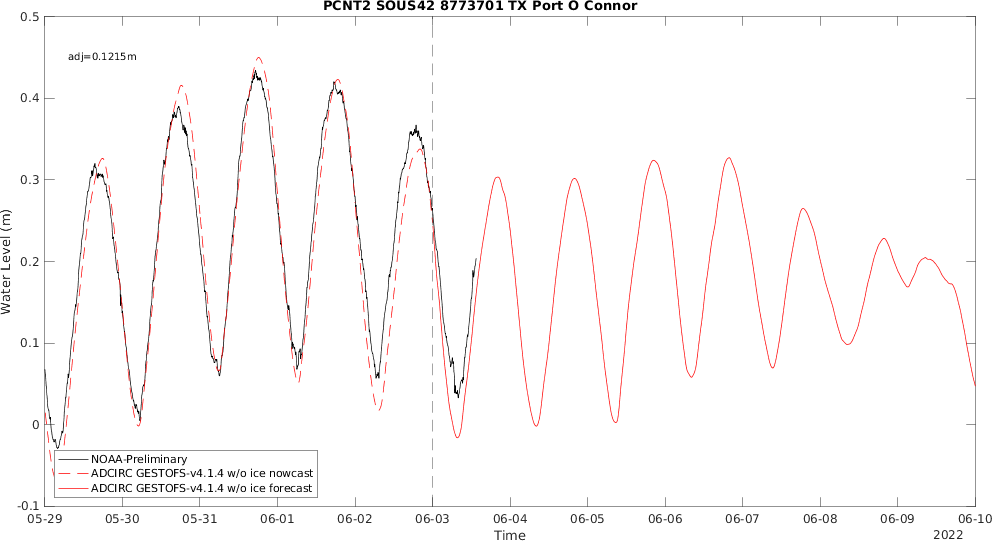 PCNT2 SOUS42 8773701 TX Port O Connor
adj=0.1215m
0.5
0.4
0.3
0.2
0.1
0
-0.1
Water Level (m)
NOAA-Preliminary
ADCIRC GESTOFS-v4.1.4 w/o ice nowcast
ADCIRC GESTOFS-v4.1.4 w/o ice forecast
05-29 05-30 05-31 06-01 06-02 06-03 06-04 06-05 06-06 06-07 06-08 06-09 06-10
Time
2022